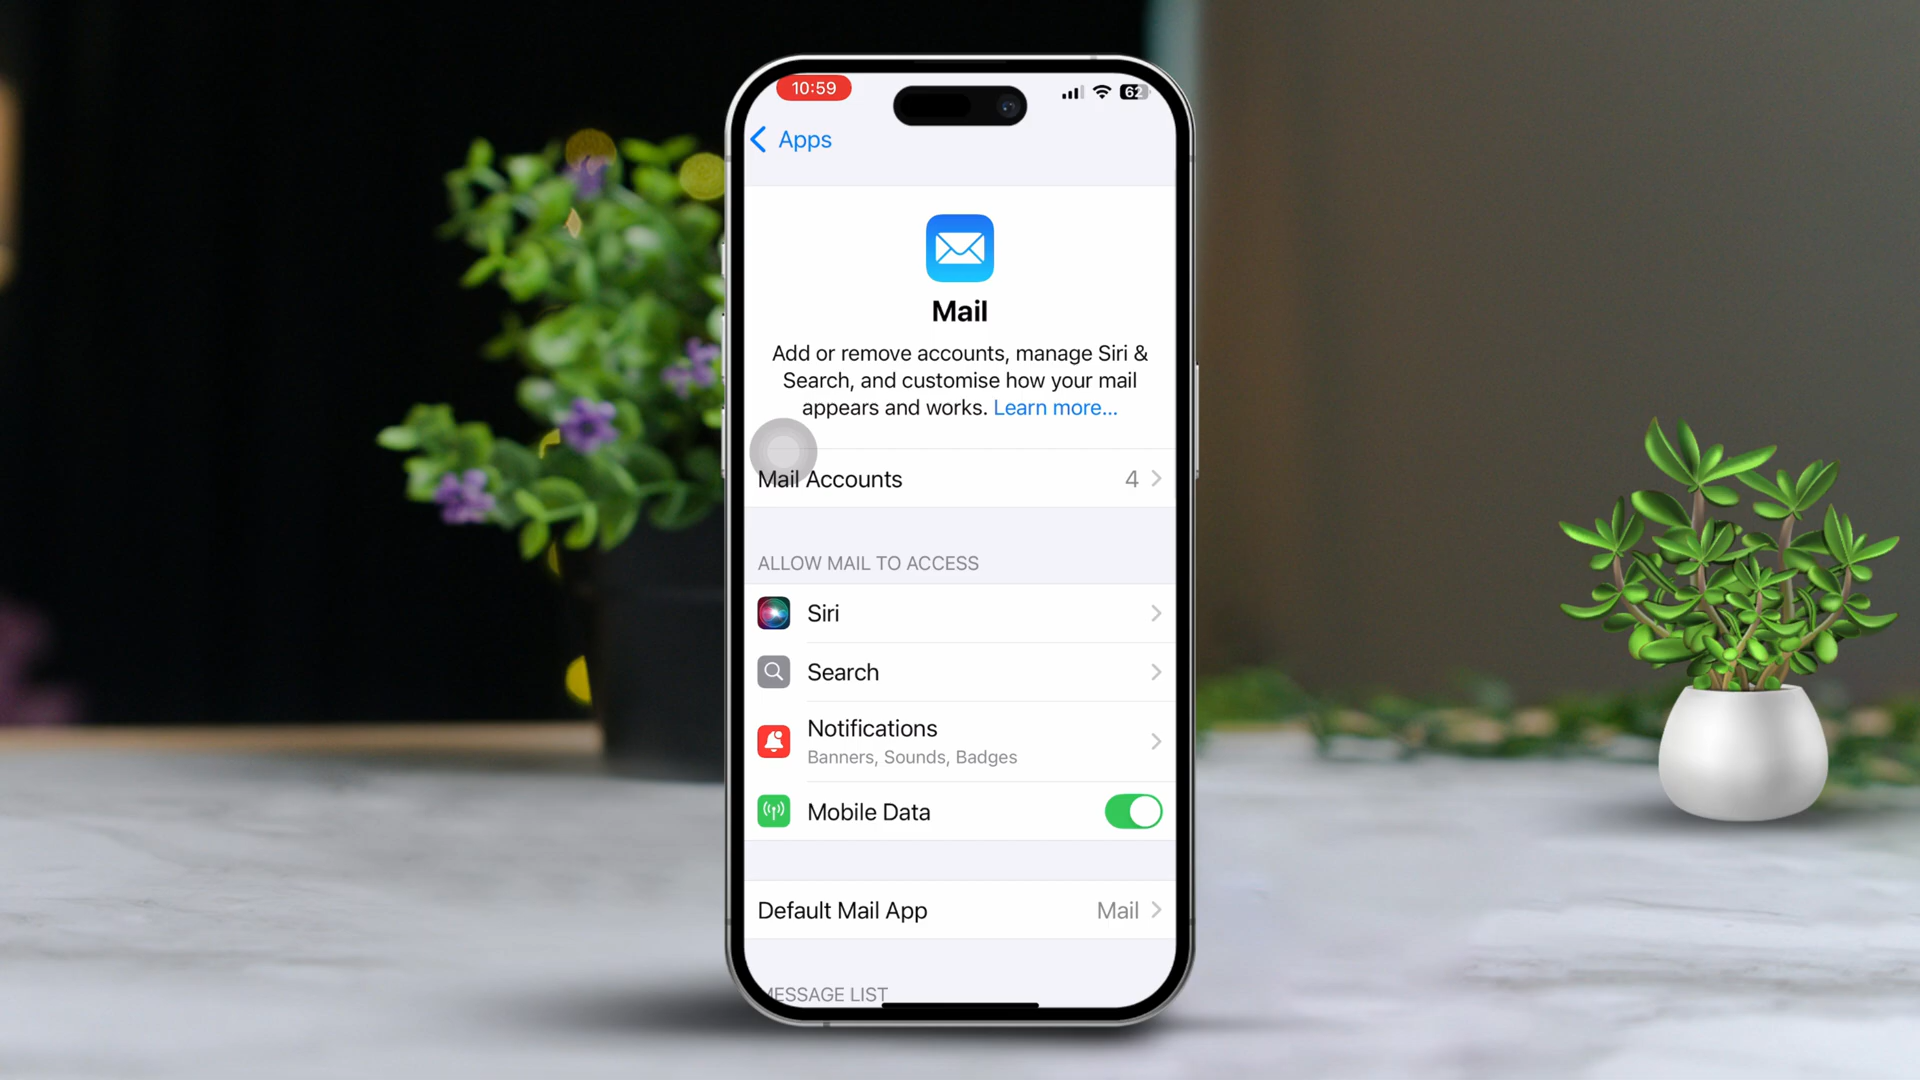 10:59
62
Apps
Mail
Add or remove accounts, manage Siri &
Search, and customise how your mail
appears and works. Learn more...
Mail Accounts
4
ALLOW MAIL TO ACCESS
Siri
Search
Notifications
Banners, Sounds, Badges
Mobile Data
Default Mail App
Mail
MESSAGE LIST